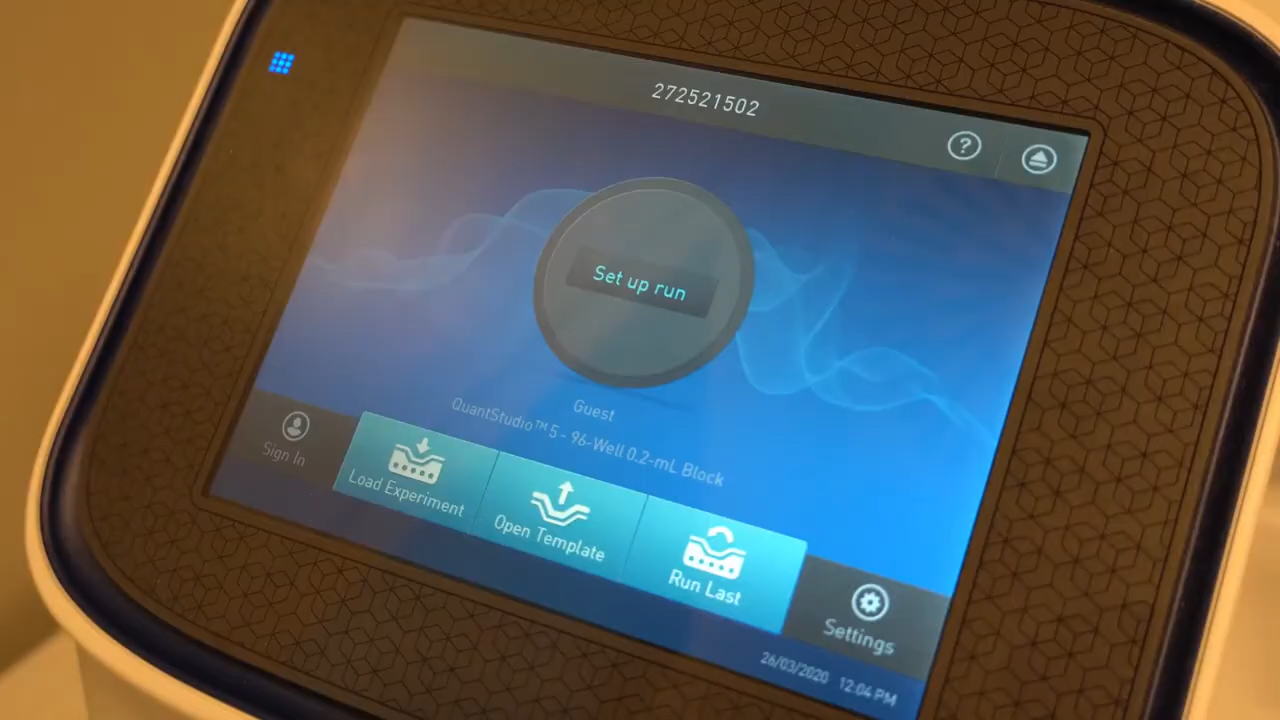 272521502
?
Set up run
Guest
QuantStudio™ 5 - 96-Well 0.2-mL Block
Sign In
Load Experiment
Open Template
Run Last
Settings
26/03/2020 12:04 PM